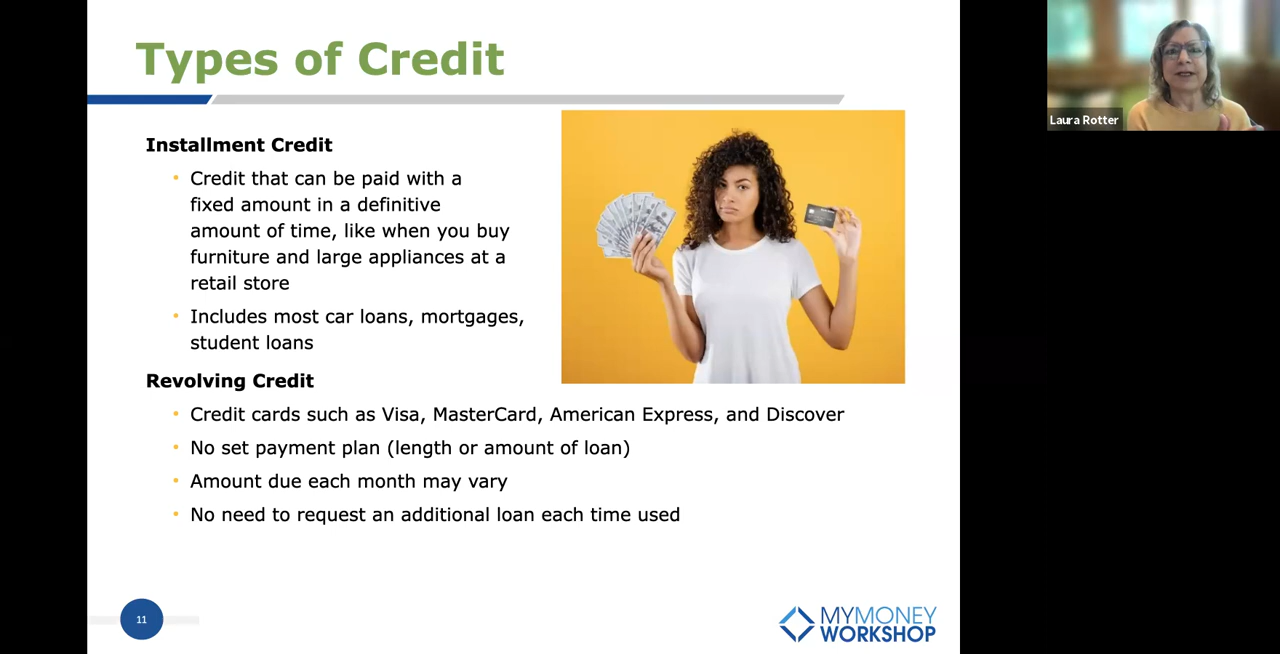 Types of Credit
Laura Rotter
Installment Credit
• Credit that can be paid with a
fixed amount in a definitive
amount of time, like when you buy
furniture and large appliances at a
retail store
• Includes most car loans, mortgages,
student loans
Revolving Credit
• Credit cards such as Visa, MasterCard, American Express, and Discover
• No set payment plan (length or amount of loan)
• Amount due each month may vary
• No need to request an additional loan each time used
11
MYMONEY
WORKSHOP